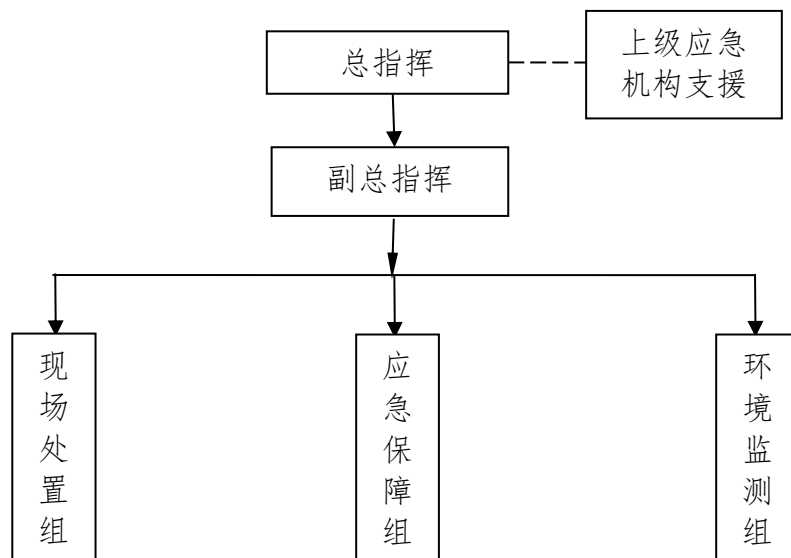 总指挥
上级应急
机构支援
副总指挥
现场处置组
应急保障组
环境监测组